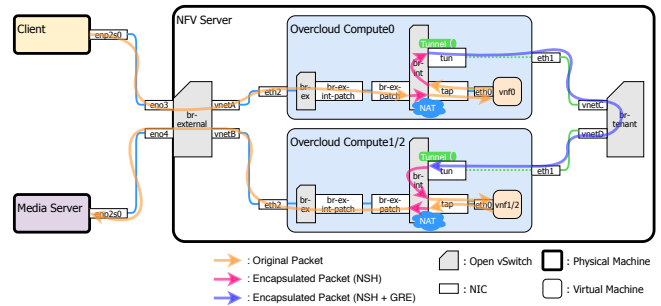 Client
enp2s0
NFV Server
Overcloud Compute0
Tunnel (
tun
br-
int
eth1
eno3
vnetA
eth2
br-
ex
br-ex-
int-patch
br-ex-
patch
tap
eth0
vnf0
NAT
br-
external
eno4
vnetB
vnetC
vnetD
br-
tenant
Overcloud Compute1/2
Tunnel (
tun
br-
int
eth1
Media Server
enp2s0
eth2
br-
ex
br-ex-
int-patch
br-ex-
patch
tap
eth0
vnf1/2
NAT
: Original Packet
: Encapsulated Packet (NSH)
: Encapsulated Packet (NSH + GRE)
: Open vSwitch
: NIC
: Physical Machine
: Virtual Machine